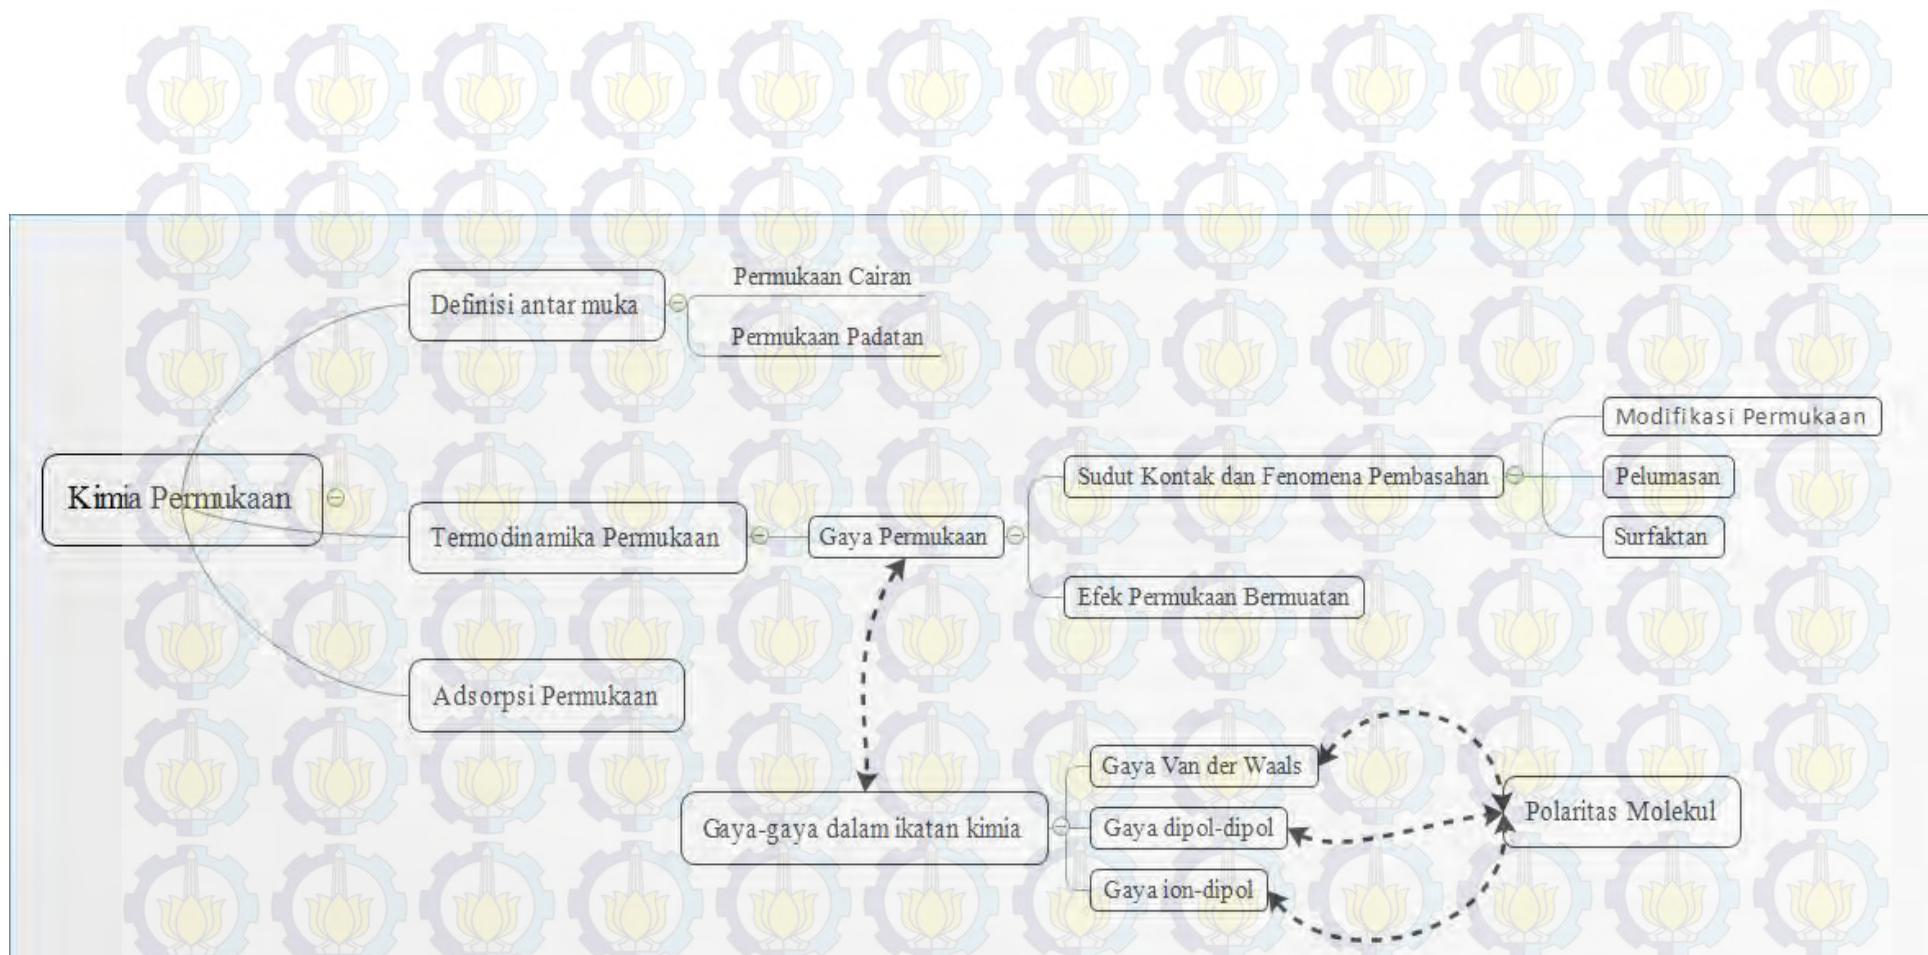 Kimia Permukaan
Definisi antar muka
Permukaan Cairan
Permukaan Padatan
Termodinamika Permukaan
Gaya Permukaan
Sudut Kontak dan Fenomena Pembasahan
Modifikasi Permukaan
Pelumasan
Surfaktan
Efek Permukaan Bermuatan
Adsorpsi Permukaan
Gaya-gaya dalam ikatan kimia
Gaya Van der Waals
Gaya dipol-dipol
Gaya ion-dipol
Polaritas Molekul